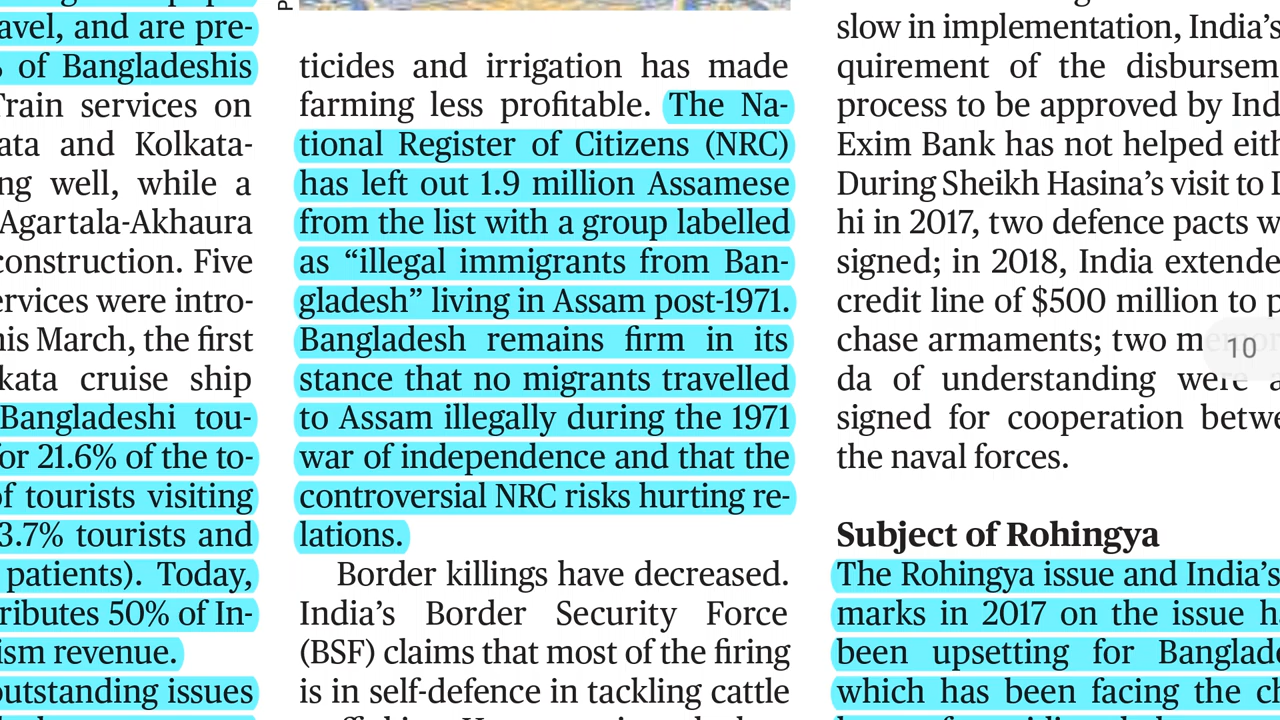 avel, and are pre-
of Bangladeshis
Train services on
ata and Kolkata-
ng well, while a
Agartala-Akhaura
construction. Five
ervices were intro-
his March, the first
kata cruise ship
Bangladeshi tou-
for 21.6% of the to-
of tourists visiting
3.7% tourists and
patients). Today,
ributes 50% of In-
ism revenue.
outstanding issues
ticides and irrigation has made
farming less profitable. The Na-
tional Register of Citizens (NRC)
has left out 1.9 million Assamese
from the list with a group labelled
as “illegal immigrants from Ban-
gladesh” living in Assam post-1971.
Bangladesh remains firm in its
stance that no migrants travelled
to Assam illegally during the 1971
war of independence and that the
controversial NRC risks hurting re-
lations.
Border killings have decreased.
India’s Border Security Force
(BSF) claims that most of the firing
is in self-defence in tackling cattle
slow in implementation, India’s
quirement of the disbursem
process to be approved by Ind
Exim Bank has not helped eith
During Sheikh Hasina’s visit to D
hi in 2017, two defence pacts w
signed; in 2018, India extende
credit line of $500 million to p
chase armaments; two memor
da of understanding were a
signed for cooperation betwe
the naval forces.
Subject of Rohingya
The Rohingya issue and India’s
marks in 2017 on the issue ha
been upsetting for Banglade
which has been facing the ch
10